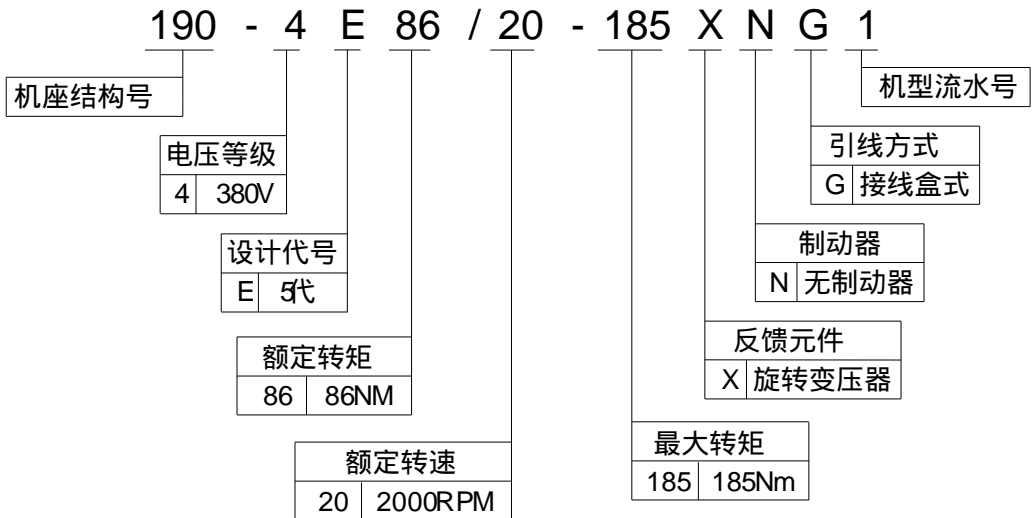 190 - 4 E 86 / 20 - 185 X N G 1
机座结构号
机型流水号
电压等级
4 380V
引线方式
G 接线盒式
设计代号
E 5代
制动器
N 无制动器
额定转矩
86 86NM
反馈元件
X 旋转变压器
额定转速
20 2000RPM
最大转矩
185 185Nm